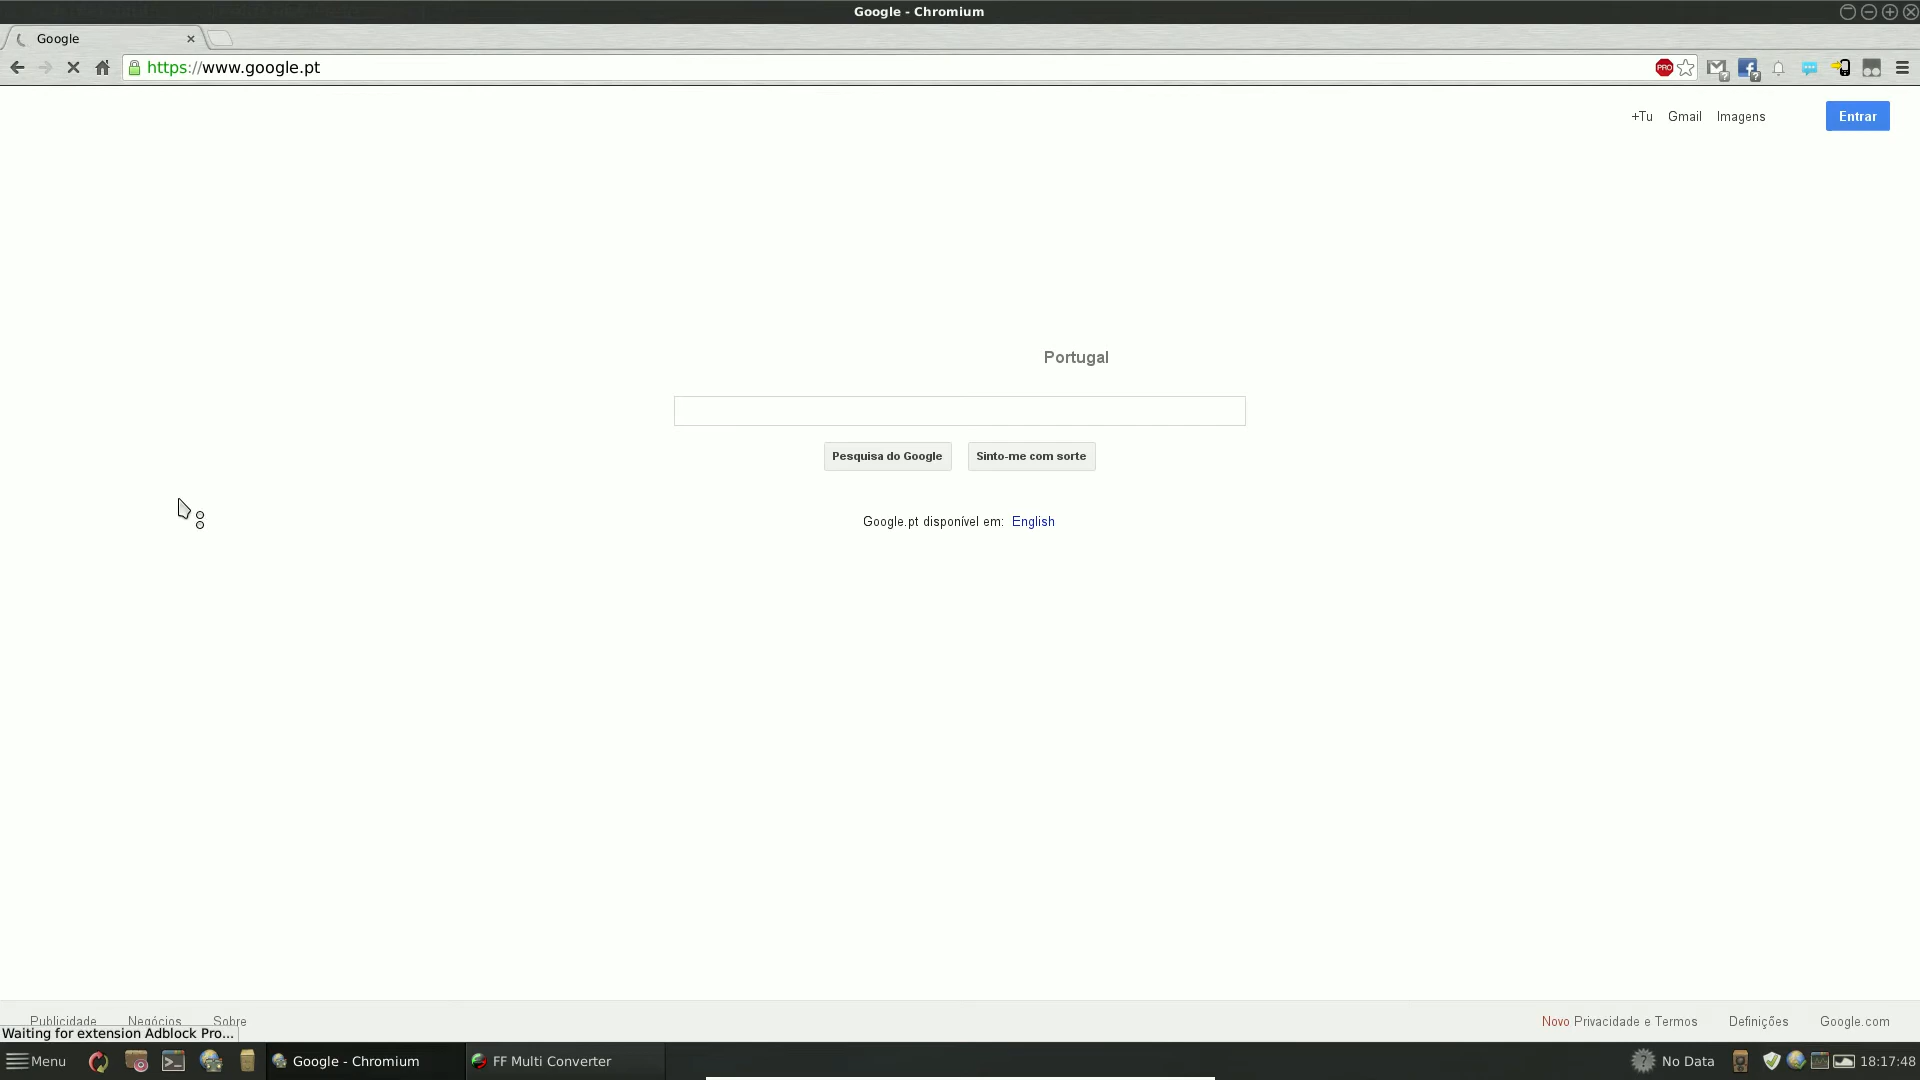 Google - Chromium
Google
https://www.google.pt
PRO
+Tu Gmail Imagens Entrar
Portugal
Pesquisa do Google Sinto-me com sorte
Google.pt disponível em: English
Publicidade Negócios Sobre
Novo Privacidade e Termos Definições Google.com
Waiting for extension Adblock Pro...
Menu Google - Chromium FF Multi Converter No Data 18:17:48